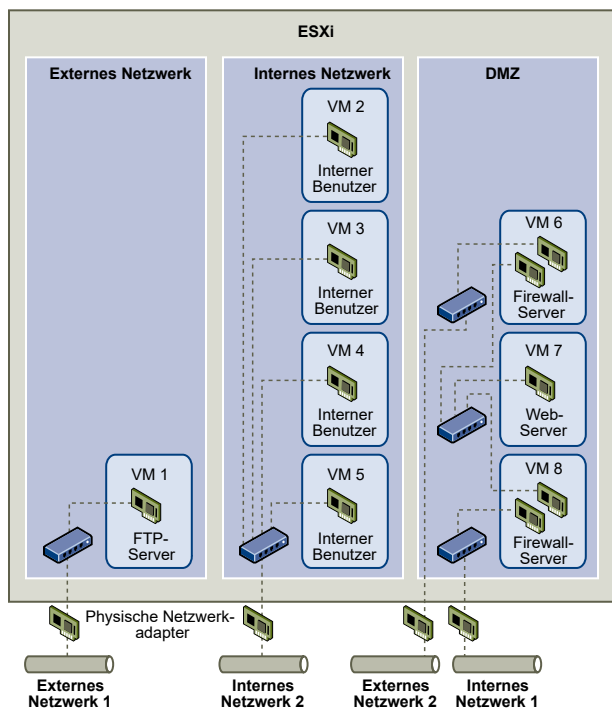 ESXi
Externes Netzwerk
Internes Netzwerk
DMZ
VM 2
Interner
Benutzer
VM 3
Interner
Benutzer
VM 4
Interner
Benutzer
VM 5
Interner
Benutzer
VM 1
FTP-
Server
VM 6
Firewall-
Server
VM 7
Web-
Server
VM 8
Firewall-
Server
Physische Netzwerk-
adapter
Externes
Netzwerk 1
Internes
Netzwerk 2
Externes
Netzwerk 2
Internes
Netzwerk 1